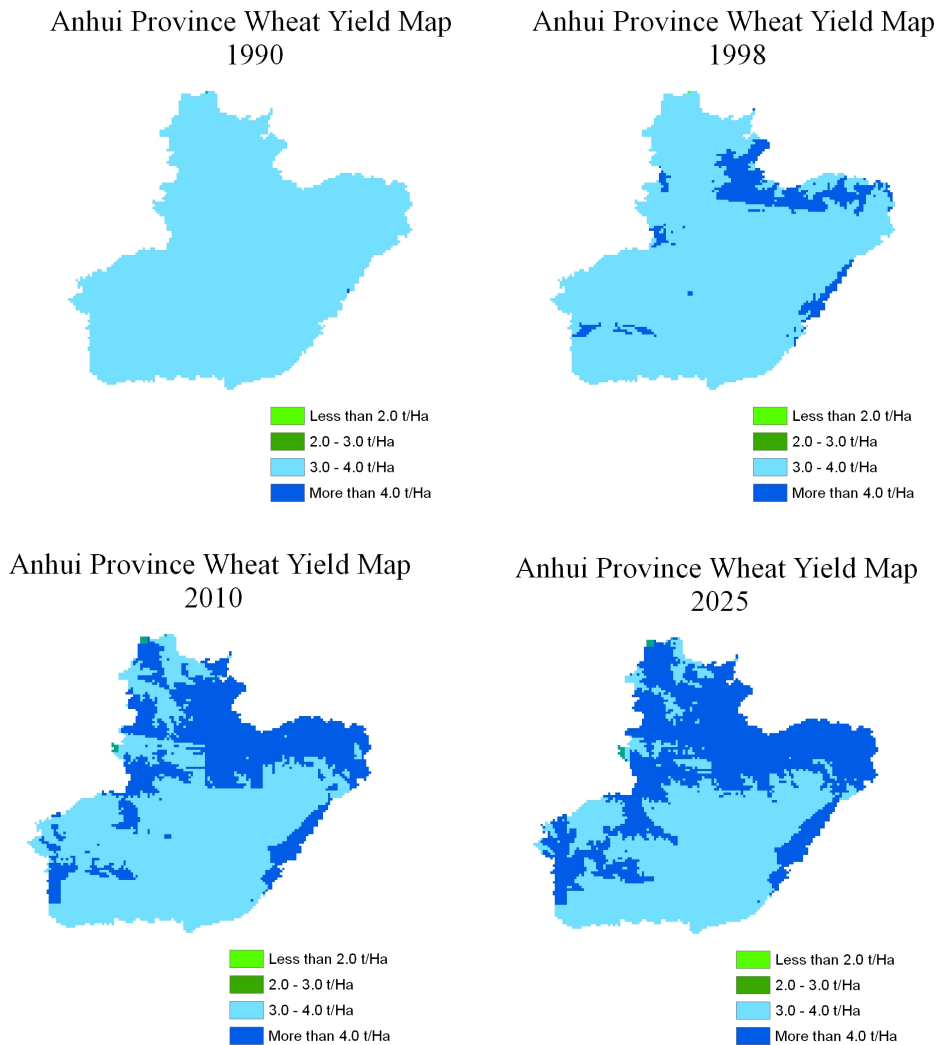 Anhui Province Wheat Yield Map
1990
Less than 2.0 t/Ha
2.0 - 3.0 t/Ha
3.0 - 4.0 t/Ha
More than 4.0 t/Ha
Anhui Province Wheat Yield Map
1998
Less than 2.0 t/Ha
2.0 - 3.0 t/Ha
3.0 - 4.0 t/Ha
More than 4.0 t/Ha
Anhui Province Wheat Yield Map
2010
Less than 2.0 t/Ha
2.0 - 3.0 t/Ha
3.0 - 4.0 t/Ha
More than 4.0 t/Ha
Anhui Province Wheat Yield Map
2025
Less than 2.0 t/Ha
2.0 - 3.0 t/Ha
3.0 - 4.0 t/Ha
More than 4.0 t/Ha